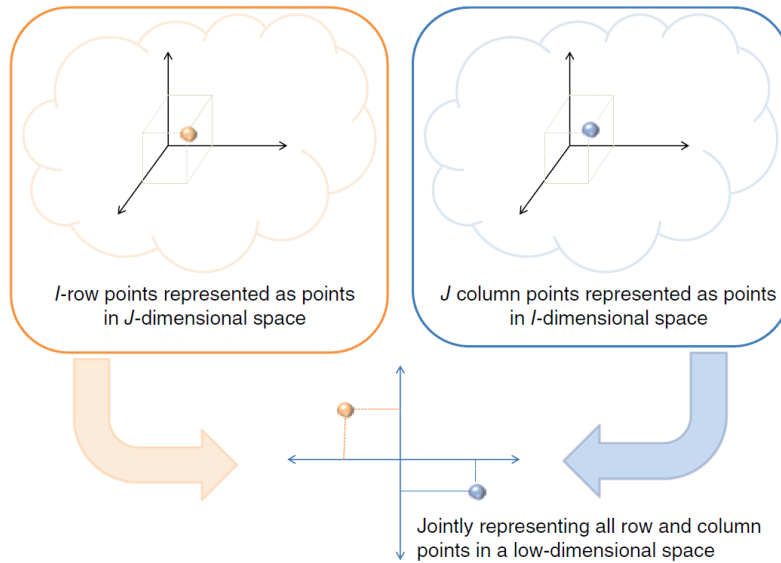 I-row points represented as points
in J-dimensional space
J column points represented as points
in I-dimensional space
Jointly representing all row and column
points in a low-dimensional space